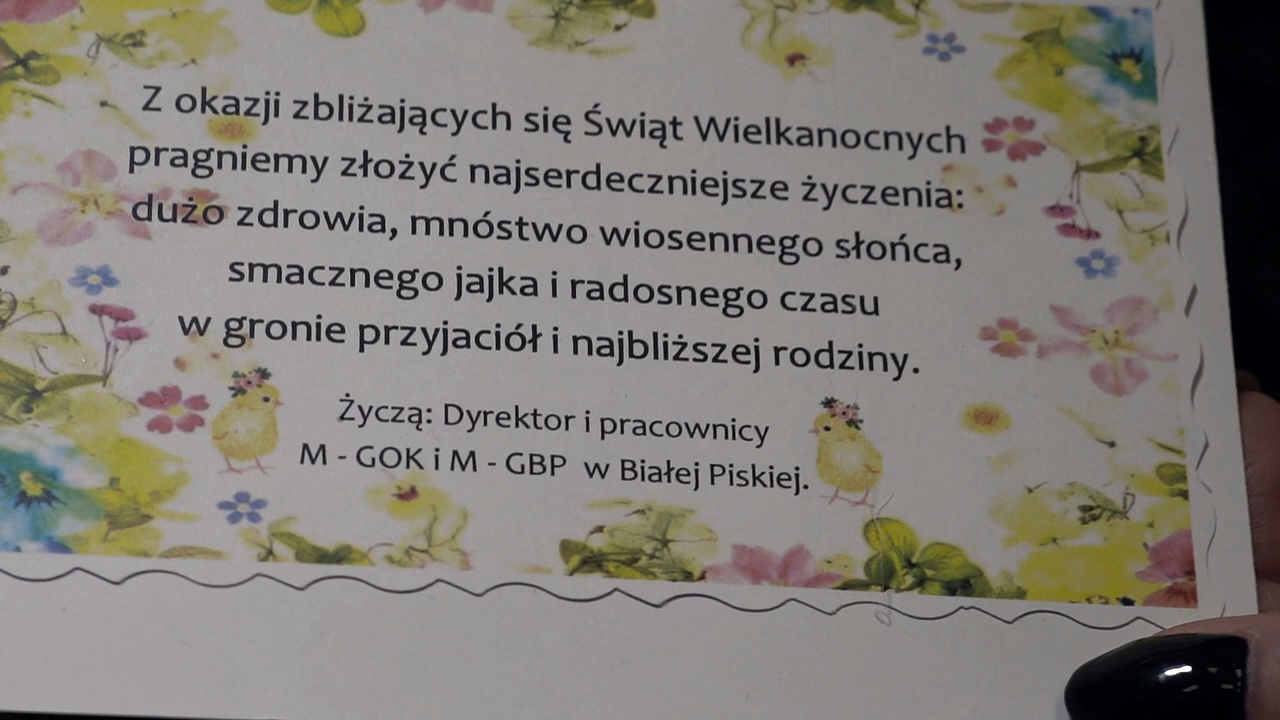 Z okazji zbliżających się Świąt Wielkanocnych
pragniemy złożyć najserdeczniejsze życzenia:
dużo zdrowia, mnóstwo wiosennego słońca,
smacznego jajka i radosnego czasu
w gronie przyjaciół i najbliższej rodziny.
Życzą: Dyrektor i pracownicy
M - GOK i M - GBP w Białej Piskiej.